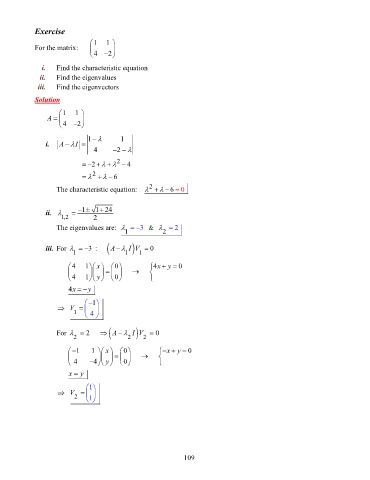 Exercise
For the matrix: $\begin{pmatrix} 1 & 1 \\ 4 & -2 \end{pmatrix}$
i. Find the characteristic equation
ii. Find the eigenvalues
iii. Find the eigenvectors
Solution
$A = \begin{pmatrix} 1 & 1 \\ 4 & -2 \end{pmatrix}$
i. $|A - \lambda I| = \begin{vmatrix} 1-\lambda & 1 \\ 4 & -2-\lambda \end{vmatrix}$
$= -2 + \lambda + \lambda^2 - 4$
$= \lambda^2 + \lambda - 6$
The characteristic equation: $\lambda^2 + \lambda - 6 = 0$
ii. $\lambda_{1,2} = \frac{-1 \pm \sqrt{1+24}}{2}$
The eigenvalues are: $\lambda_1 = -3$ & $\lambda_2 = 2$
iii. For $\lambda_1 = -3$ : $(A - \lambda_1 I) V_1 = 0$
$\begin{pmatrix} 4 & 1 \\ 4 & 1 \end{pmatrix} \begin{pmatrix} x \\ y \end{pmatrix} = \begin{pmatrix} 0 \\ 0 \end{pmatrix} \rightarrow \begin{cases} 4x + y = 0 \\ \ \end{cases}$
$4x = -y$
$\Rightarrow V_1 = \begin{pmatrix} -1 \\ 4 \end{pmatrix}$
For $\lambda_2 = 2$ $\Rightarrow (A - \lambda_2 I) V_2 = 0$
$\begin{pmatrix} -1 & 1 \\ 4 & -4 \end{pmatrix} \begin{pmatrix} x \\ y \end{pmatrix} = \begin{pmatrix} 0 \\ 0 \end{pmatrix} \rightarrow \begin{cases} -x + y = 0 \\ \ \end{cases}$
$x = y$
$\Rightarrow V_2 = \begin{pmatrix} 1 \\ 1 \end{pmatrix}$
109